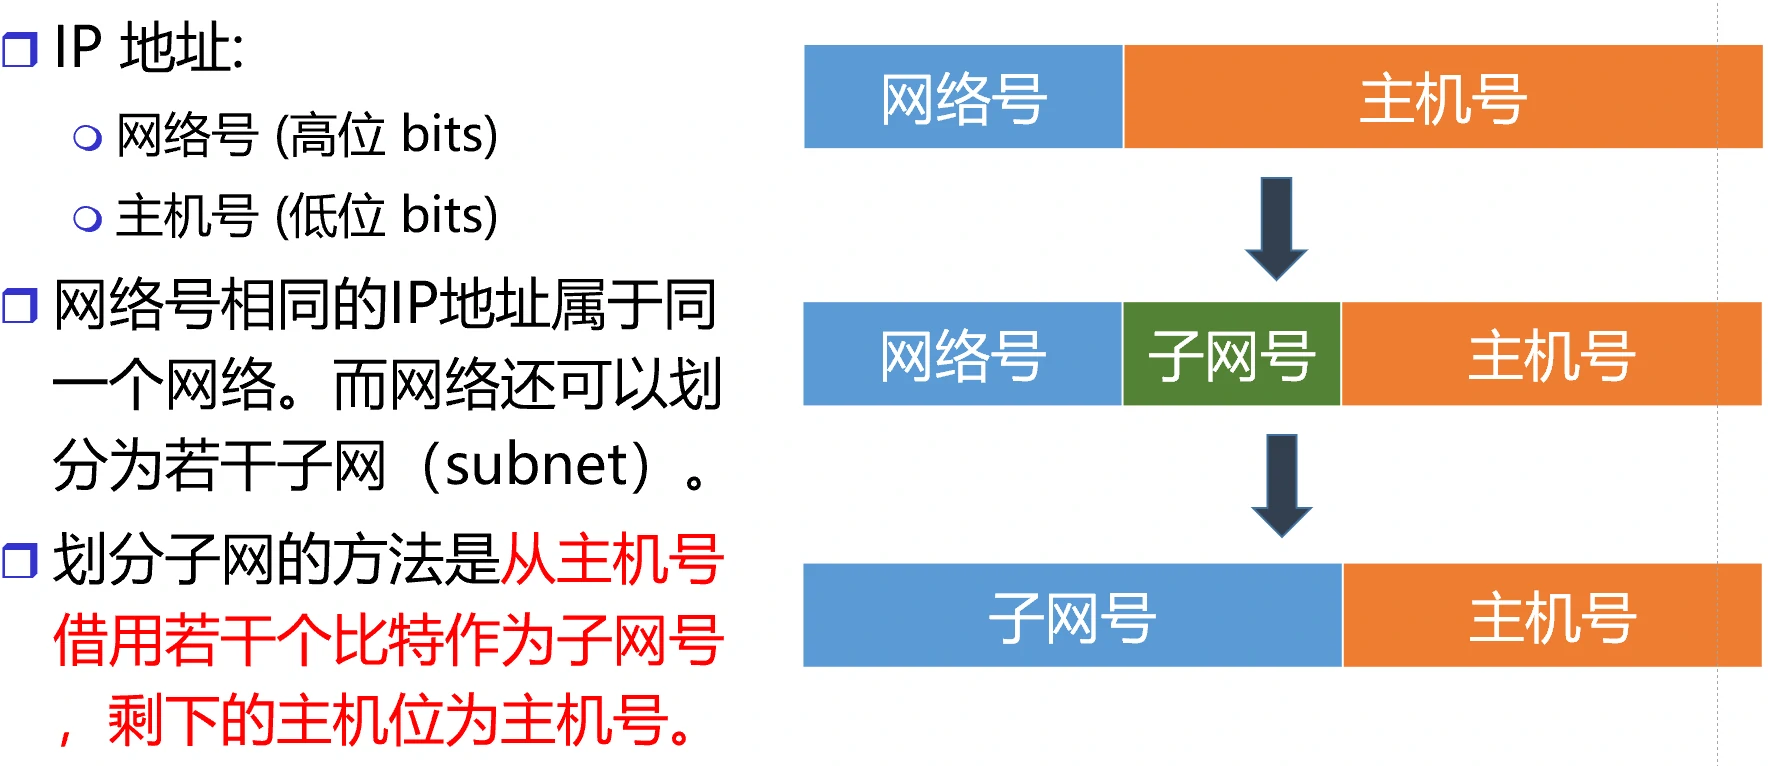 IP 地址:
网络号 (高位 bits)
主机号 (低位 bits)
网络号相同的IP地址属于同
一个网络。而网络还可以划
分为若干子网（subnet）。
划分子网的方法是从主机号
借用若干个比特作为子网号
，剩下的主机位为主机号。
网络号 主机号
网络号 子网号 主机号
子网号 主机号